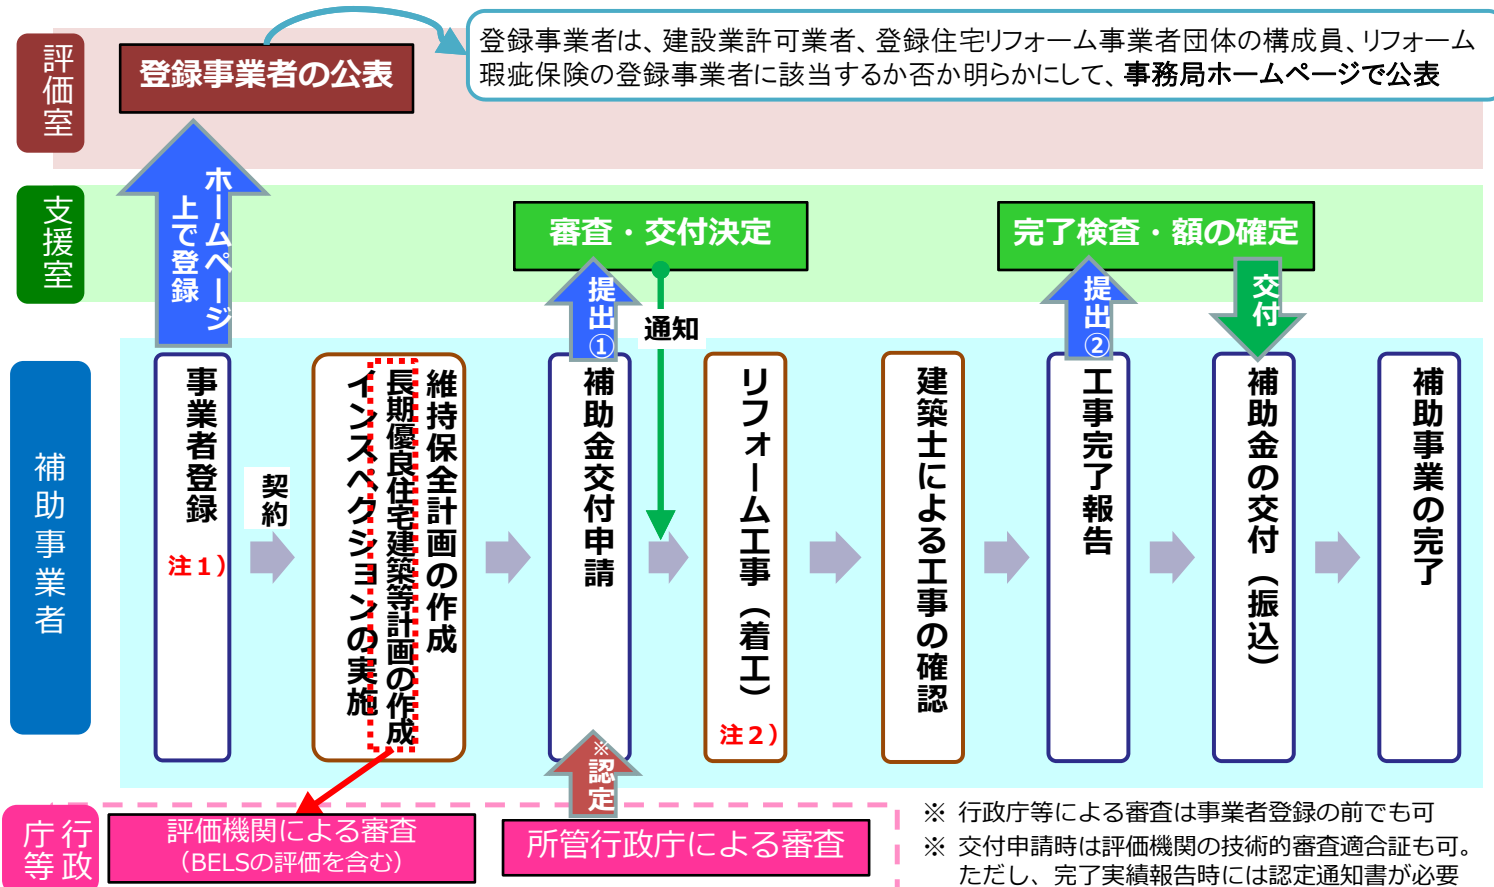 評価室
登録事業者の公表
登録事業者は、建設業許可業者、登録住宅リフォーム事業者団体の構成員、リフォーム
瑕疵保険の登録事業者に該当するか否か明らかにして、事務局ホームページで公表
支援室
ホームページ
上で登録
審査・交付決定
提出①
通知
完了検査・額の確定
提出②
交付
補助事業者
事業者登録
注１）
契約
維持保全計画の作成
長期優良住宅建築等計画の作成
インスペクションの実施
補助金交付申請
リフォーム工事（着工）
注２）
建築士による工事の確認
工事完了報告
補助金の交付（振込）
補助事業の完了
行政
庁等
評価機関による審査
（BELSの評価を含む）
※認定
所管行政庁による審査
※ 行政庁等による審査は事業者登録の前でも可
※ 交付申請時は評価機関の技術的審査適合証も可。
ただし、完了実績報告時には認定通知書が必要